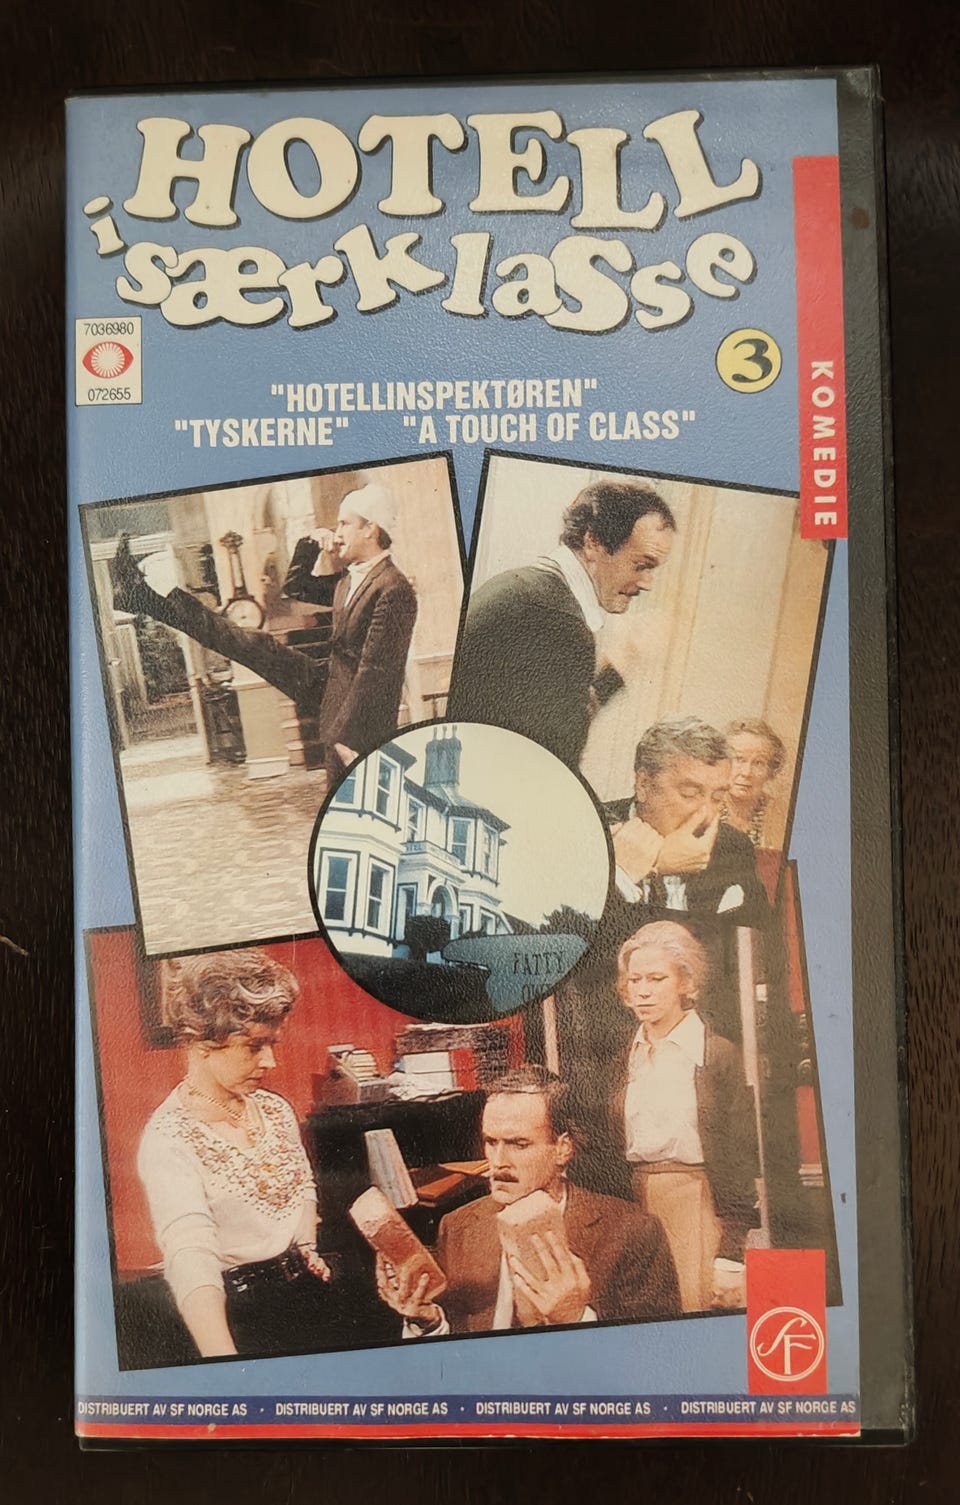 HOTELL
i særklasse
7036980
072655
3
KOMEDIE
"HOTELLINSPEKTØREN"
"TYSKERNE" "A TOUCH OF CLASS"
SF
DISTRIBUERT AV SF NORGE AS · DISTRIBUERT AV SF NORGE AS · DISTRIBUERT AV SF NORGE AS · DISTRIBUERT AV SF NORGE AS